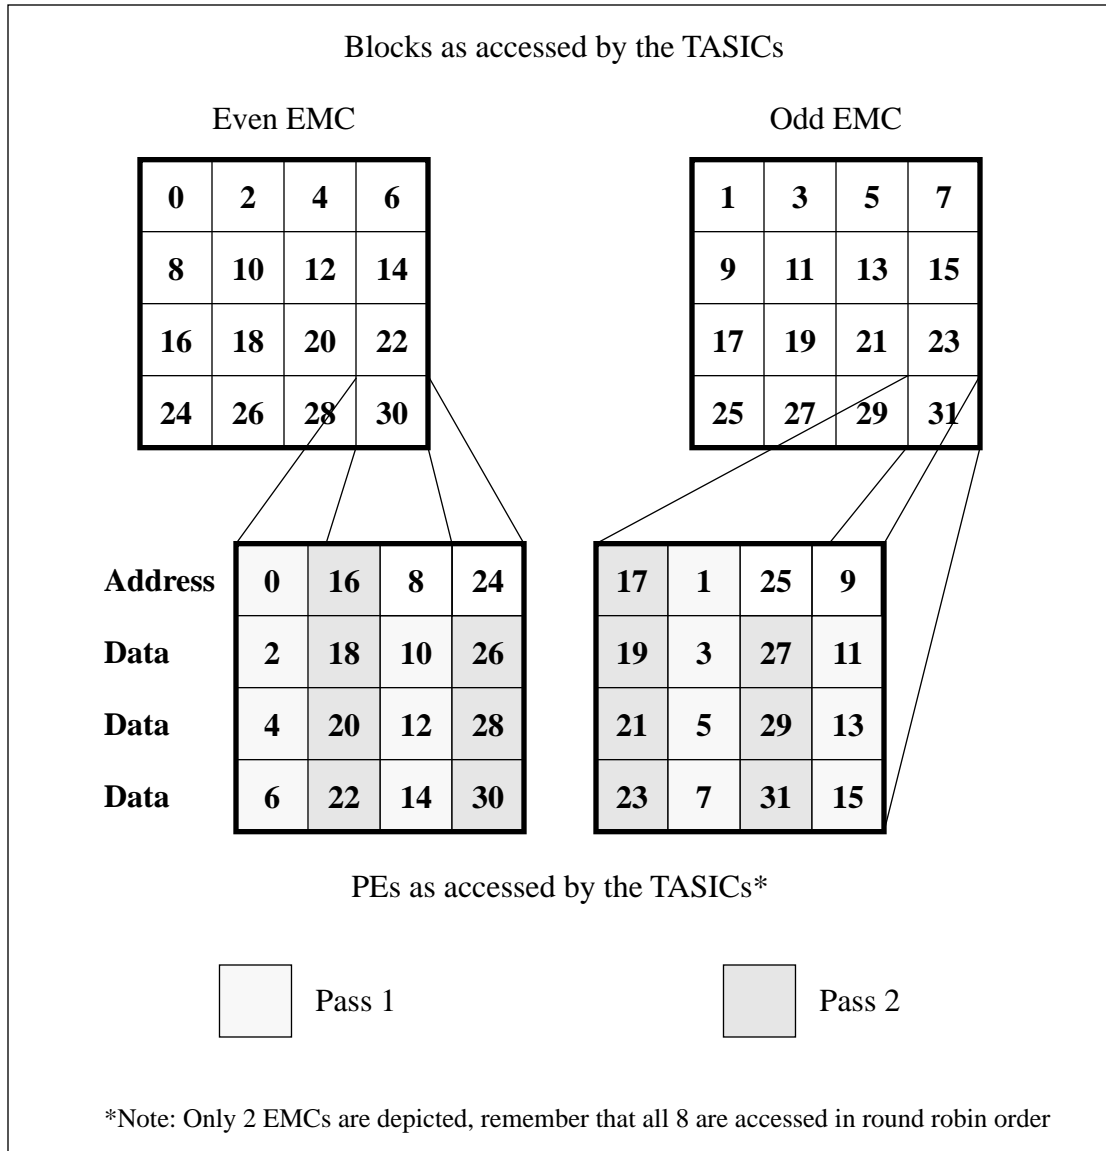 Blocks as accessed by the TASICs
Even EMC Odd EMC
0 2 4 6 1 3 5 7
8 10 12 14 9 11 13 15
16 18 20 22 17 19 21 23
24 26 28 30 25 27 29 31
Address 0 16 8 24 17 1 25 9
Data 2 18 10 26 19 3 27 11
Data 4 20 12 28 21 5 29 13
Data 6 22 14 30 23 7 31 15
PEs as accessed by the TASICs*
Pass 1 Pass 2
*Note: Only 2 EMCs are depicted, remember that all 8 are accessed in round robin order